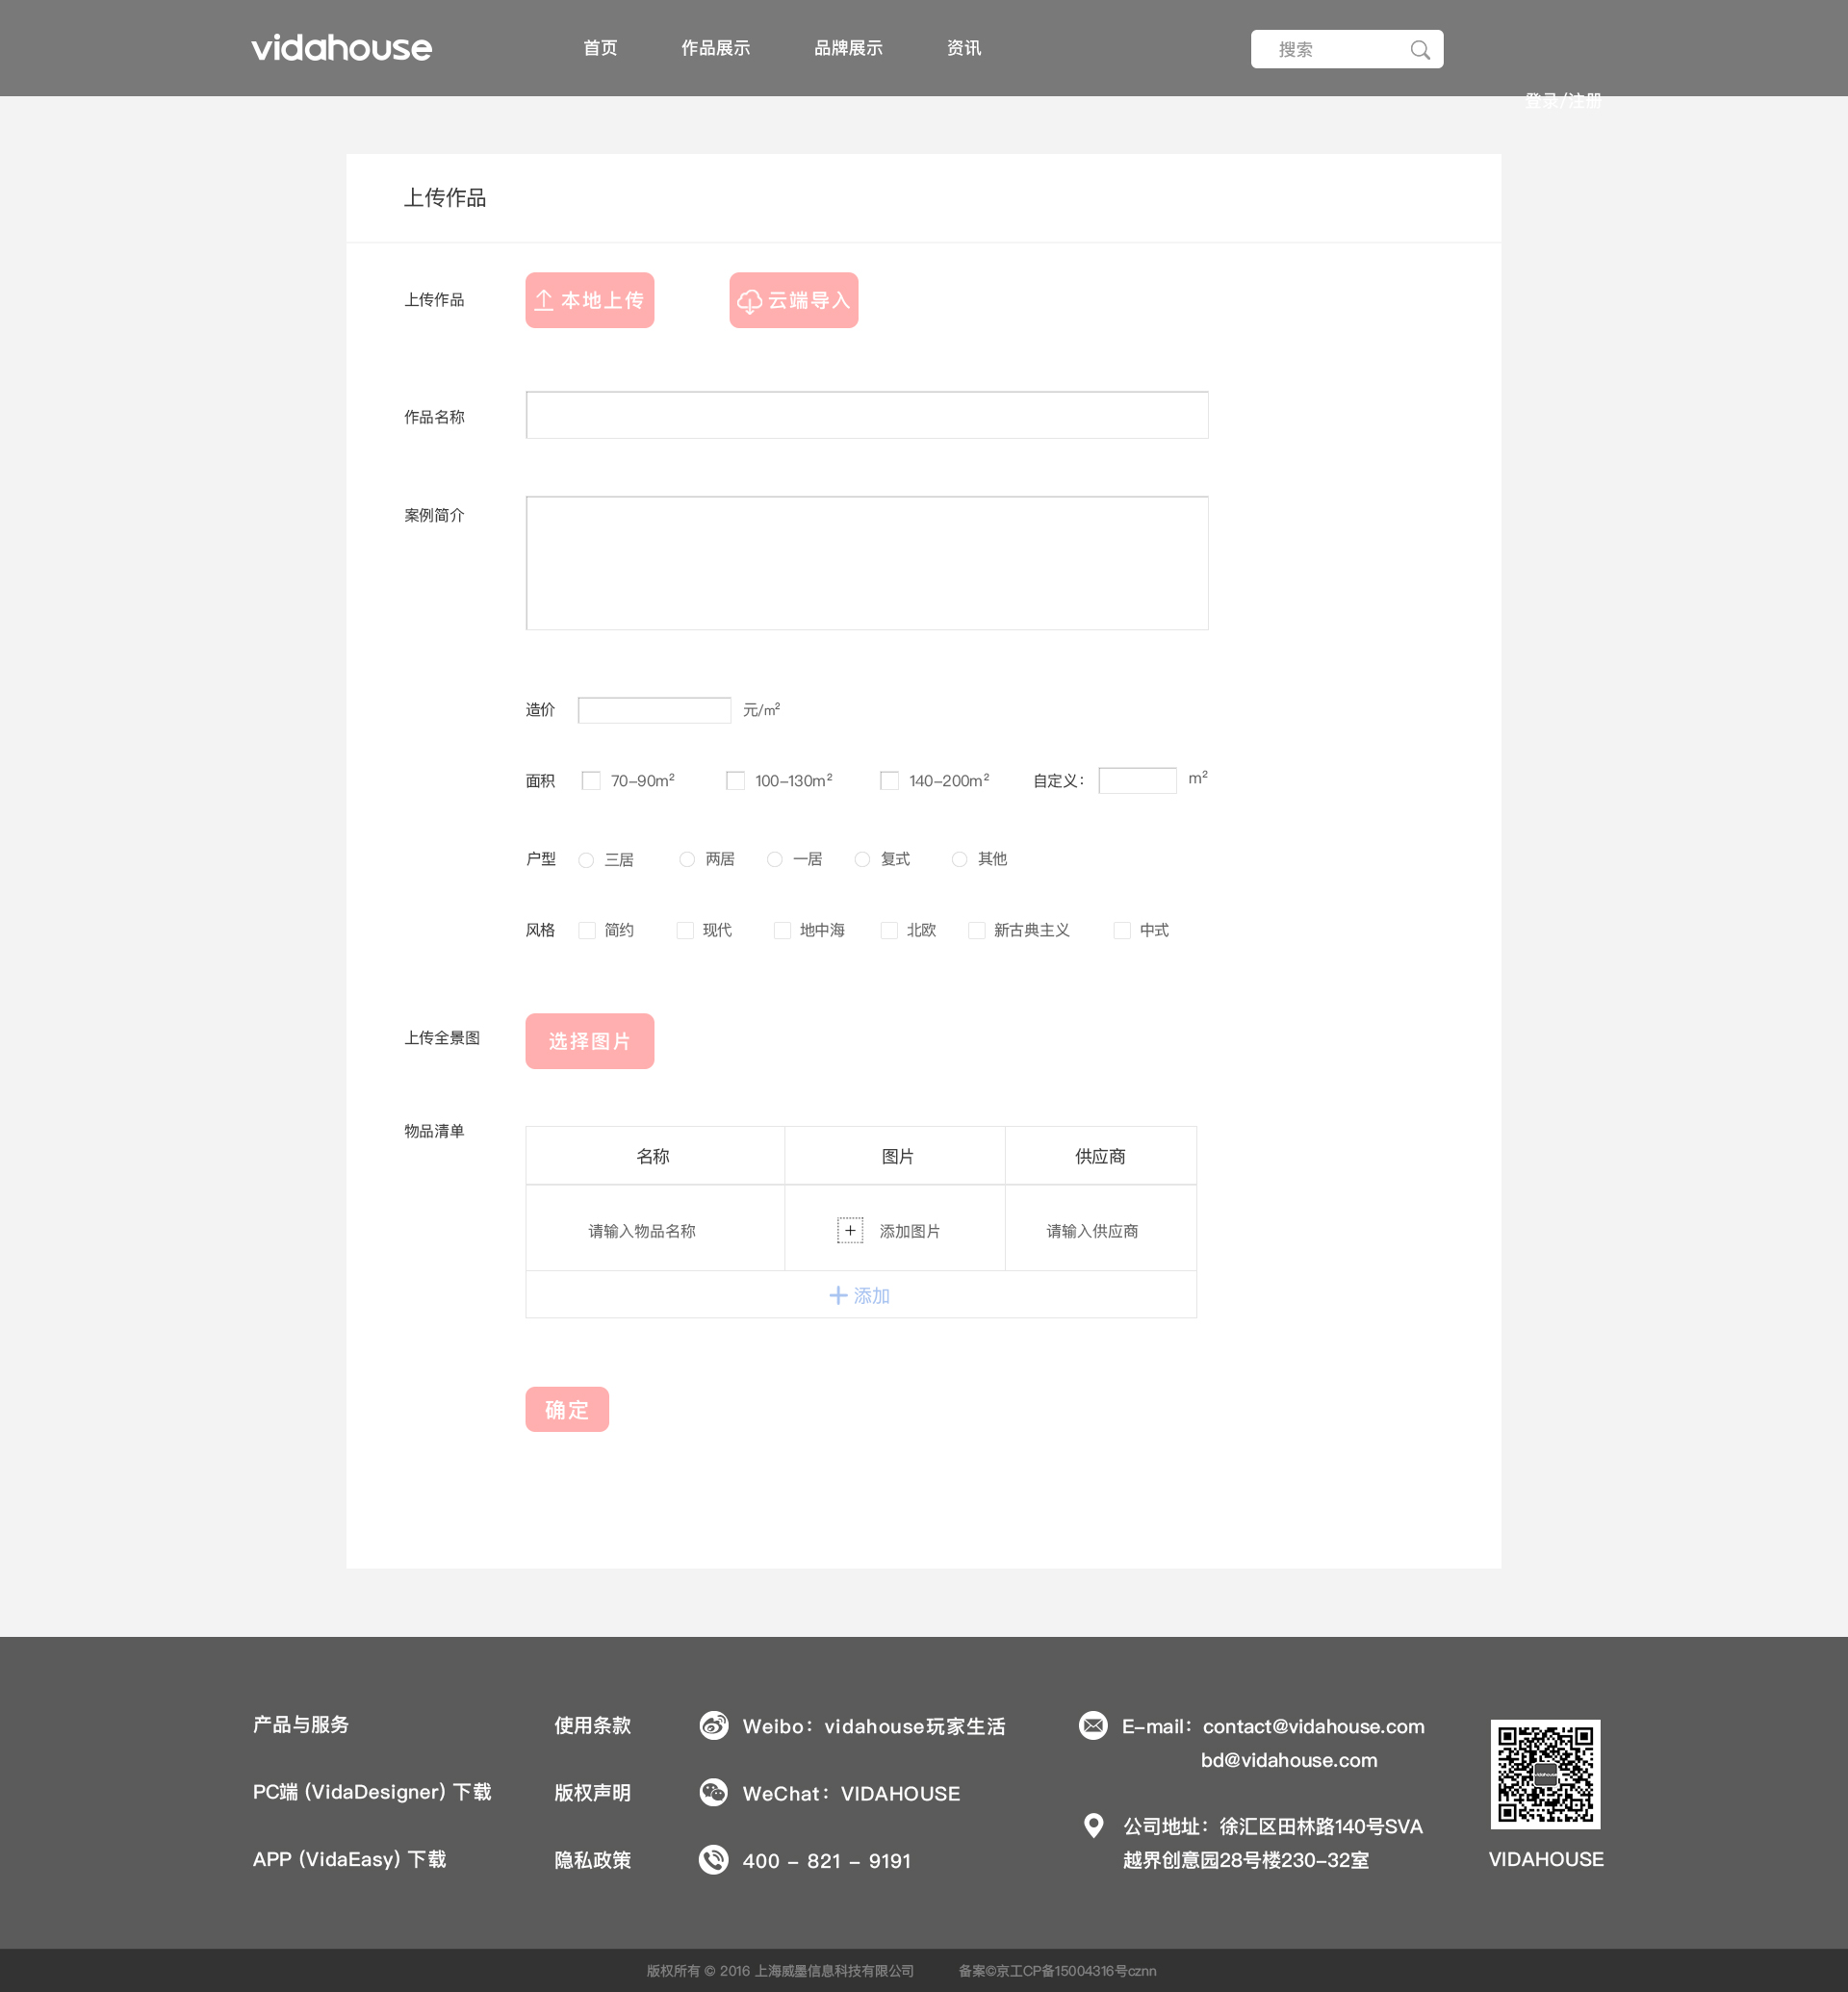 vidahouse
首页 作品展示 品牌展示 资讯
搜索
登录/注册
上传作品
上传作品 本地上传 云端导入
作品名称
案例简介
造价 元/㎡
面积 70-90m² 100-130m² 140-200m² 自定义： m²
户型 三居 两居 一居 复式 其他
风格 简约 现代 地中海 北欧 新古典主义 中式
上传全景图 选择图片
物品清单
名称 图片 供应商
请输入物品名称 + 添加图片 请输入供应商
+ 添加
确定
产品与服务
PC端 (VidaDesigner) 下载
APP (VidaEasy) 下载
使用条款
版权声明
隐私政策
Weibo：vidahouse玩家生活
WeChat：VIDAHOUSE
400 - 821 - 9191
E-mail：contact@vidahouse.com
bd@vidahouse.com
公司地址：徐汇区田林路140号SVA
越界创意园28号楼230-32室
vidahouse
VIDAHOUSE
版权所有 © 2016 上海威墨信息科技有限公司 备案©京工CP备15004316号cznn